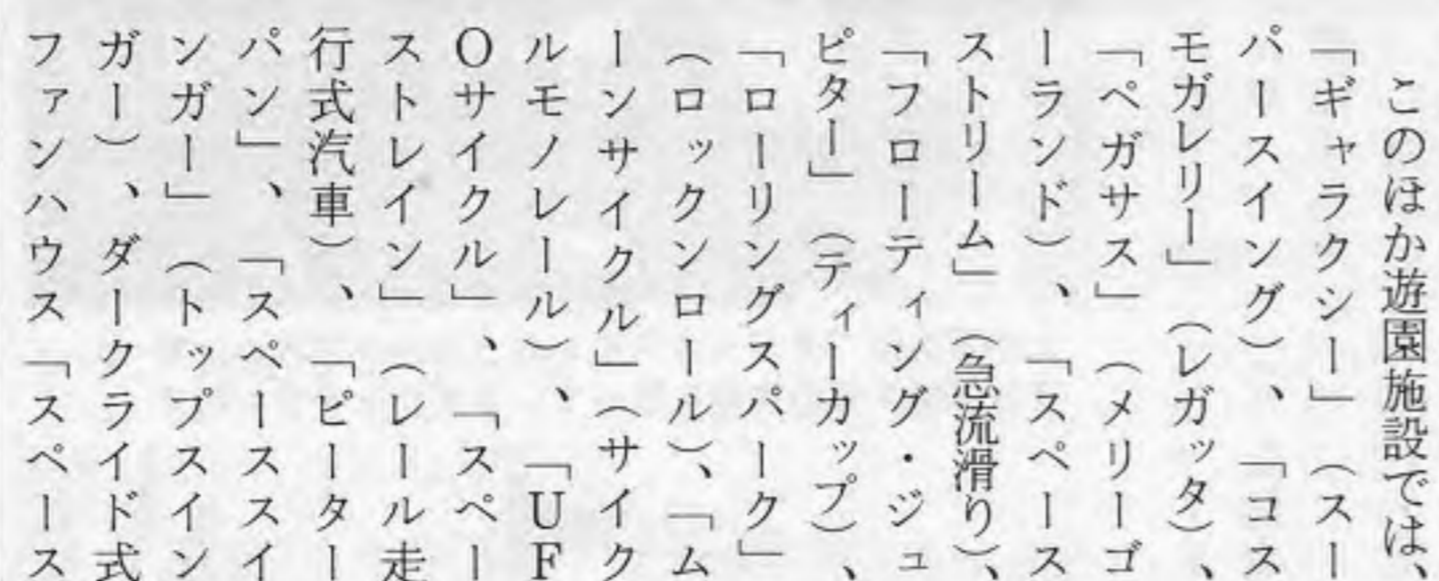 このほか遊園施設では、
「ギャラクシー」（スー
パースイング）、「コス
モガレリー」（レガッタ）、
「ペガサス」（メリーゴ
ーランド）、「スペース
ストリーム」（急流滑り）、
「フローティング・ジュ
ピター」（ティーカップ）、
「ローリングスパーク」
（ロックンロール）、「ム
ーンサイクル」（サイク
ルモノレール）、「UF
Oサイクル」、「スペー
ストレイン」（レール走
行式汽車）、「ピーター
パン」、「スペーススイ
ンガー」（トップスイン
ガー）、ダークライド式
ファンハウス「スペース